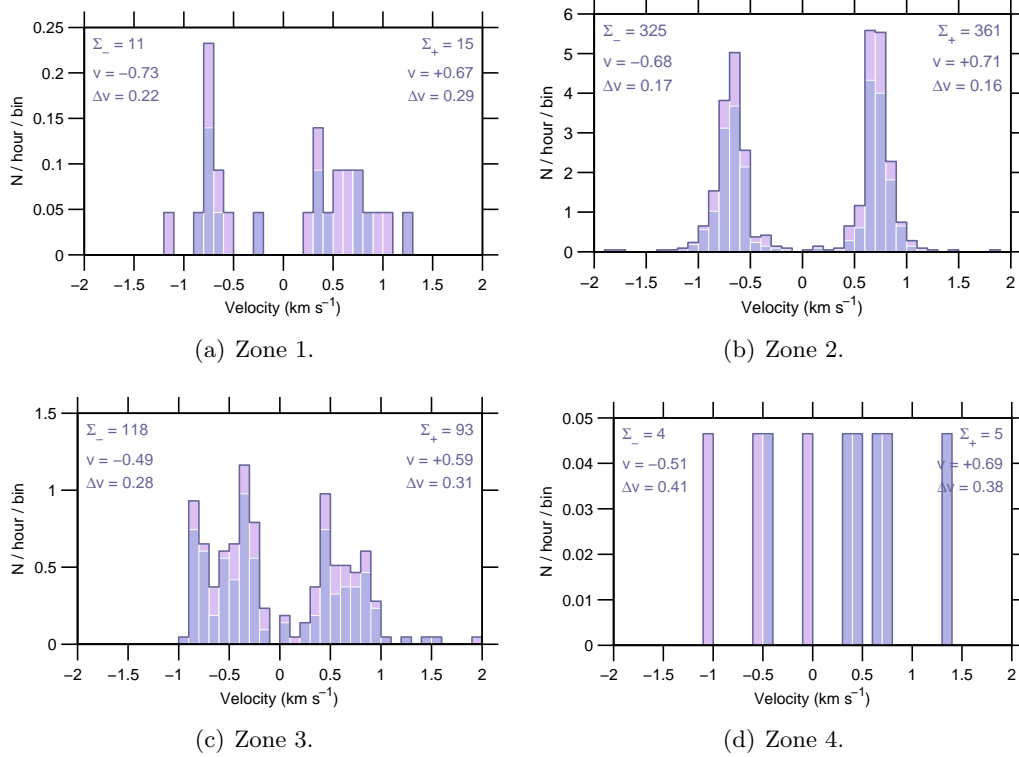 0.25
0.2
0.15
0.1
0.05
0
N / hour / bin
Σ− = 11
v = −0.73
Δv = 0.22
Σ+ = 15
v = +0.67
Δv = 0.29
−2 −1.5 −1 −0.5 0 0.5 1 1.5 2
Velocity (km s−1)
(a) Zone 1.
6
5
4
3
2
1
0
N / hour / bin
Σ− = 325
v = −0.68
Δv = 0.17
Σ+ = 361
v = +0.71
Δv = 0.16
−2 −1.5 −1 −0.5 0 0.5 1 1.5 2
Velocity (km s−1)
(b) Zone 2.
1.5
1
0.5
0
N / hour / bin
Σ− = 118
v = −0.49
Δv = 0.28
Σ+ = 93
v = +0.59
Δv = 0.31
−2 −1.5 −1 −0.5 0 0.5 1 1.5 2
Velocity (km s−1)
(c) Zone 3.
0.05
0.04
0.03
0.02
0.01
0
N / hour / bin
Σ− = 4
v = −0.51
Δv = 0.41
Σ+ = 5
v = +0.69
Δv = 0.38
−2 −1.5 −1 −0.5 0 0.5 1 1.5 2
Velocity (km s−1)
(d) Zone 4.